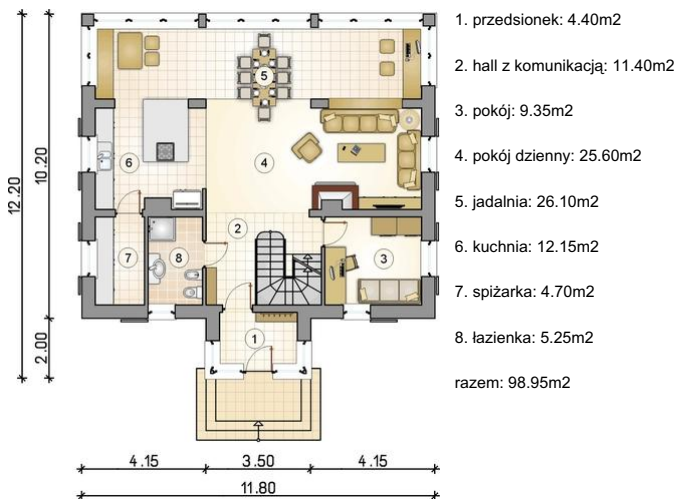 1. przedsionek: 4.40m2
2. hall z komunikacją: 11.40m2
3. pokój: 9.35m2
4. pokój dzienny: 25.60m2
5. jadalnia: 26.10m2
6. kuchnia: 12.15m2
7. spiżarka: 4.70m2
8. łazienka: 5.25m2
razem: 98.95m2
5
6
4
2
7
8
3
1
12.20
10.20
2.00
4.15
3.50
4.15
11.80